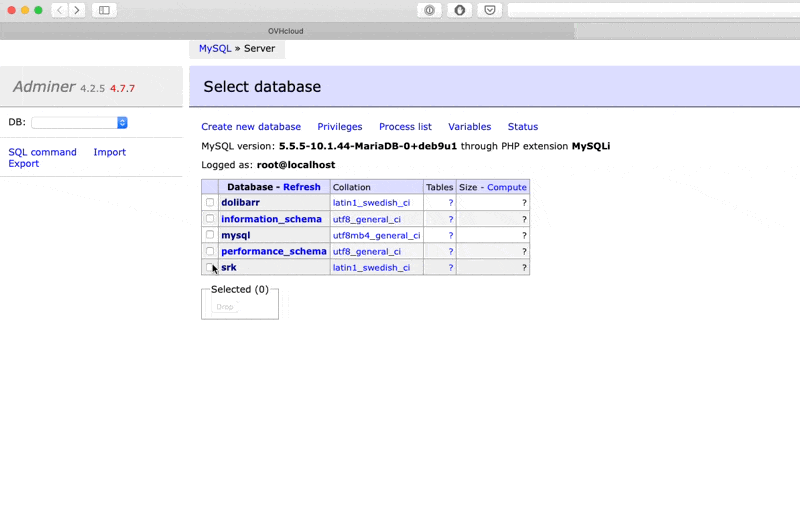 OVHcloud
MySQL » Server
Adminer 4.2.5 4.7.7
Select database
DB:
SQL command Import
Export
Create new database Privileges Process list Variables Status
MySQL version: 5.5.5-10.1.44-MariaDB-0+deb9u1 through PHP extension MySQLi
Logged as: root@localhost
Database - Refresh Collation Tables Size - Compute
dolibarr latin1_swedish_ci ? ?
information_schema utf8_general_ci ? ?
mysql utf8mb4_general_ci ? ?
performance_schema utf8_general_ci ? ?
srk latin1_swedish_ci ? ?
Selected (0)
Drop